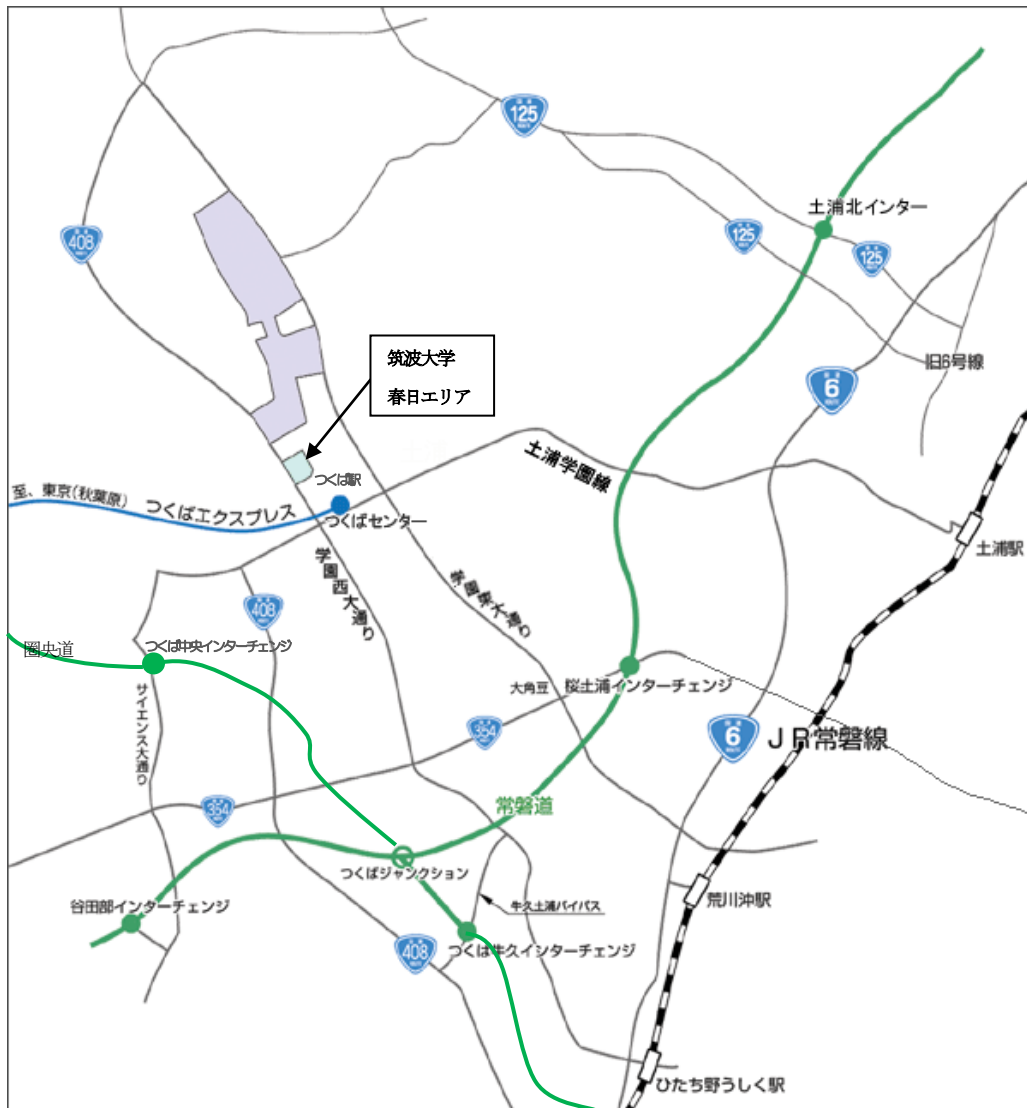 125
土浦北インター
408
125
125
筑波大学
春日エリア
旧6号線
6
土浦学園線
つくば駅
至、東京(秋葉原)
つくばエクスプレス
つくばセンター
土浦駅
学園西大通り
学園東大通り
408
圏央道
つくば中央インターチェンジ
大角豆
桜土浦インターチェンジ
サイエンス大通り
354
6
JR常磐線
354
常磐道
つくばジャンクション
荒川沖駅
谷田部インターチェンジ
牛久土浦バイパス
408
つくば牛久インターチェンジ
ひたち野うしく駅